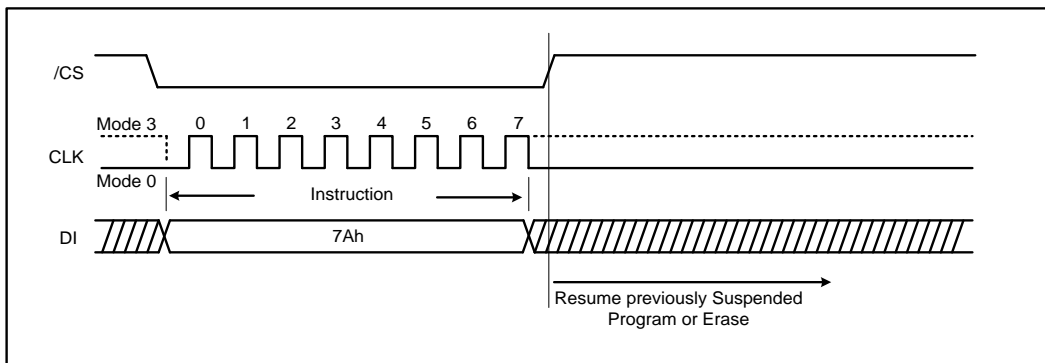 /CS
Mode 3
0 1 2 3 4 5 6 7
CLK
Mode 0
Instruction
DI
7Ah
Resume previously Suspended
Program or Erase